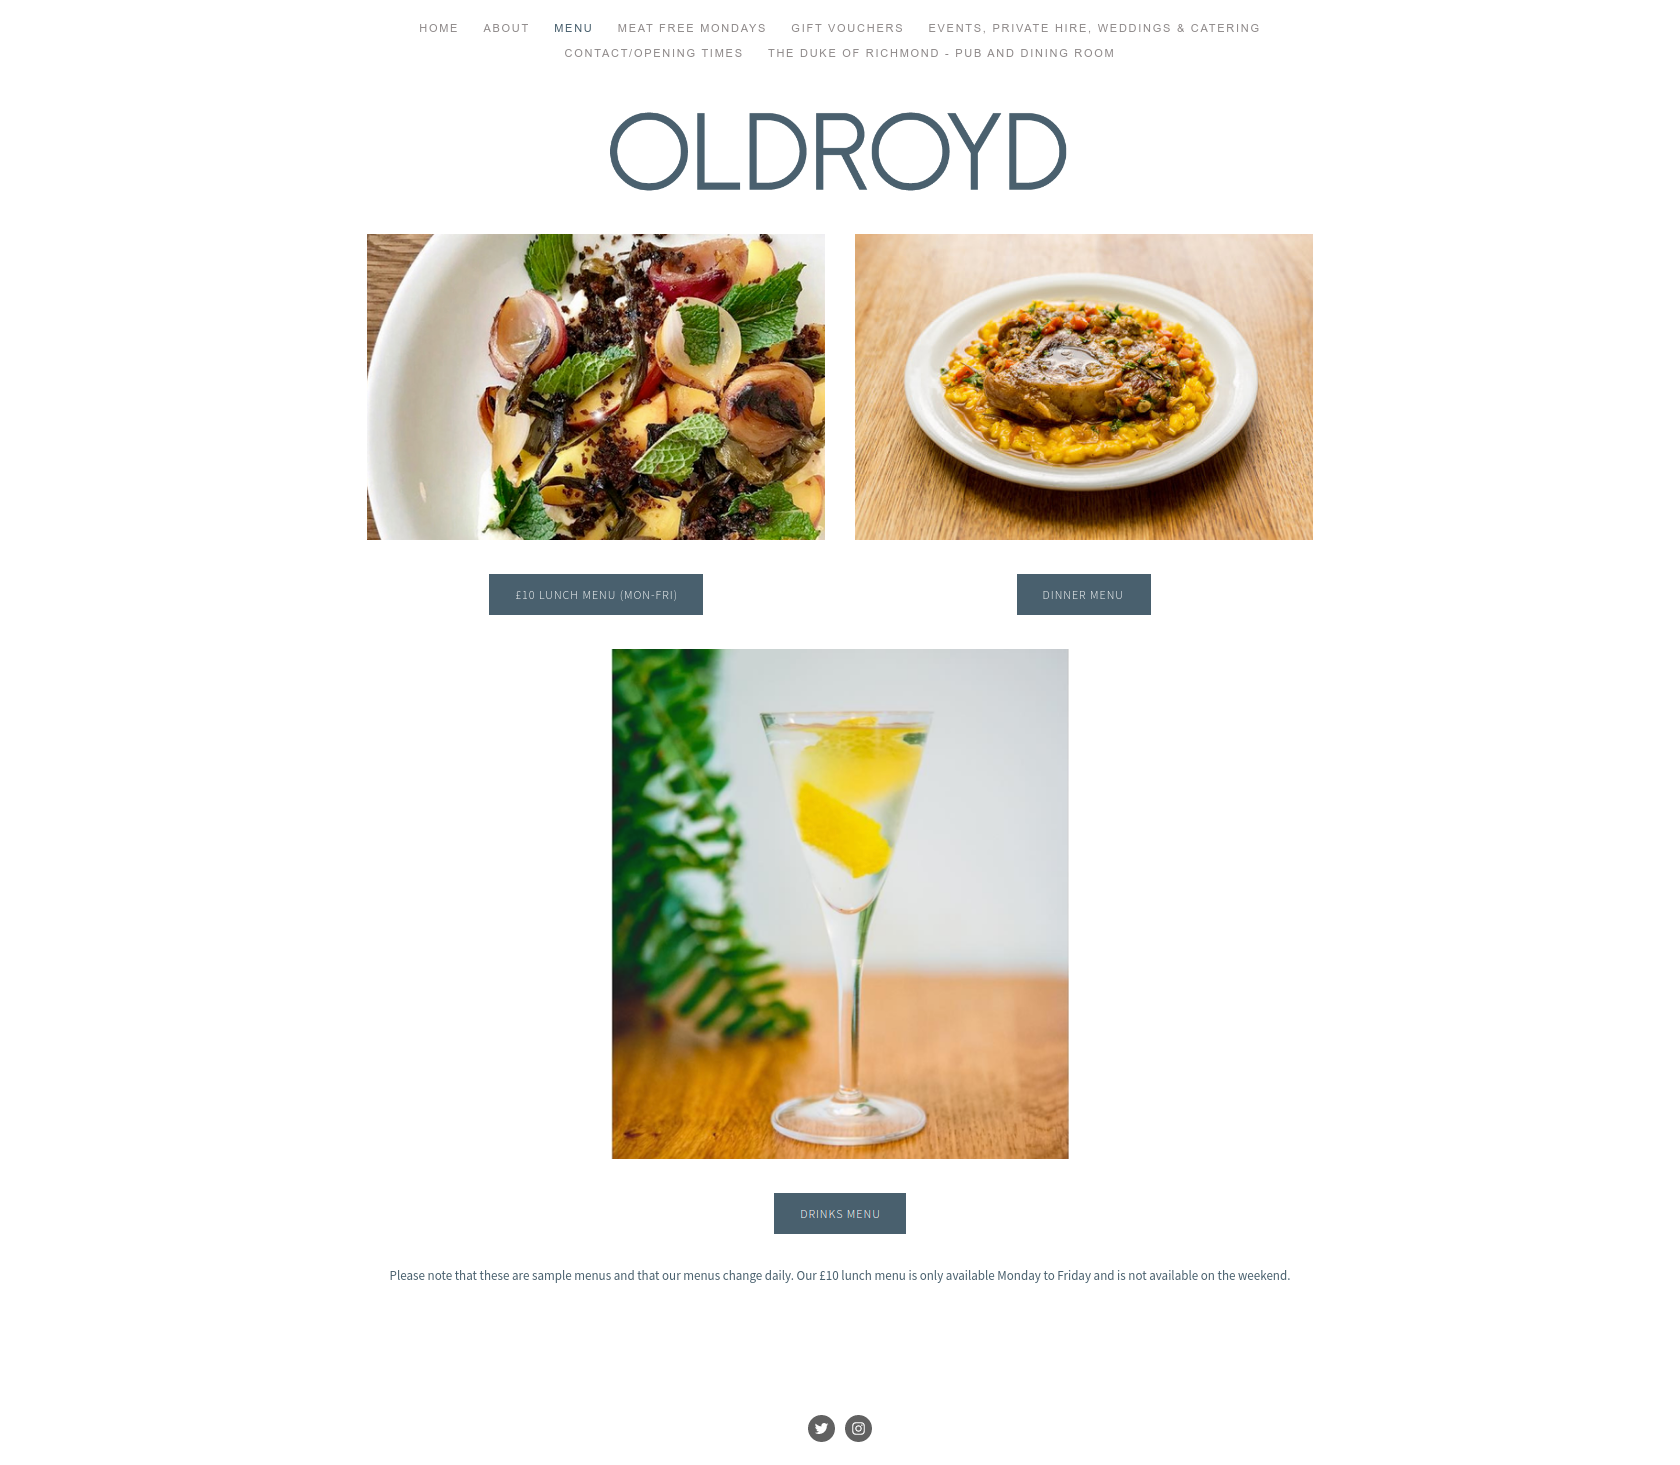 HOME ABOUT MENU MEAT FREE MONDAYS GIFT VOUCHERS EVENTS, PRIVATE HIRE, WEDDINGS & CATERING
CONTACT/OPENING TIMES THE DUKE OF RICHMOND - PUB AND DINING ROOM
OLDROYD
£10 LUNCH MENU (MON-FRI)
DINNER MENU
DRINKS MENU
Please note that these are sample menus and that our menus change daily. Our £10 lunch menu is only available Monday to Friday and is not available on the weekend.